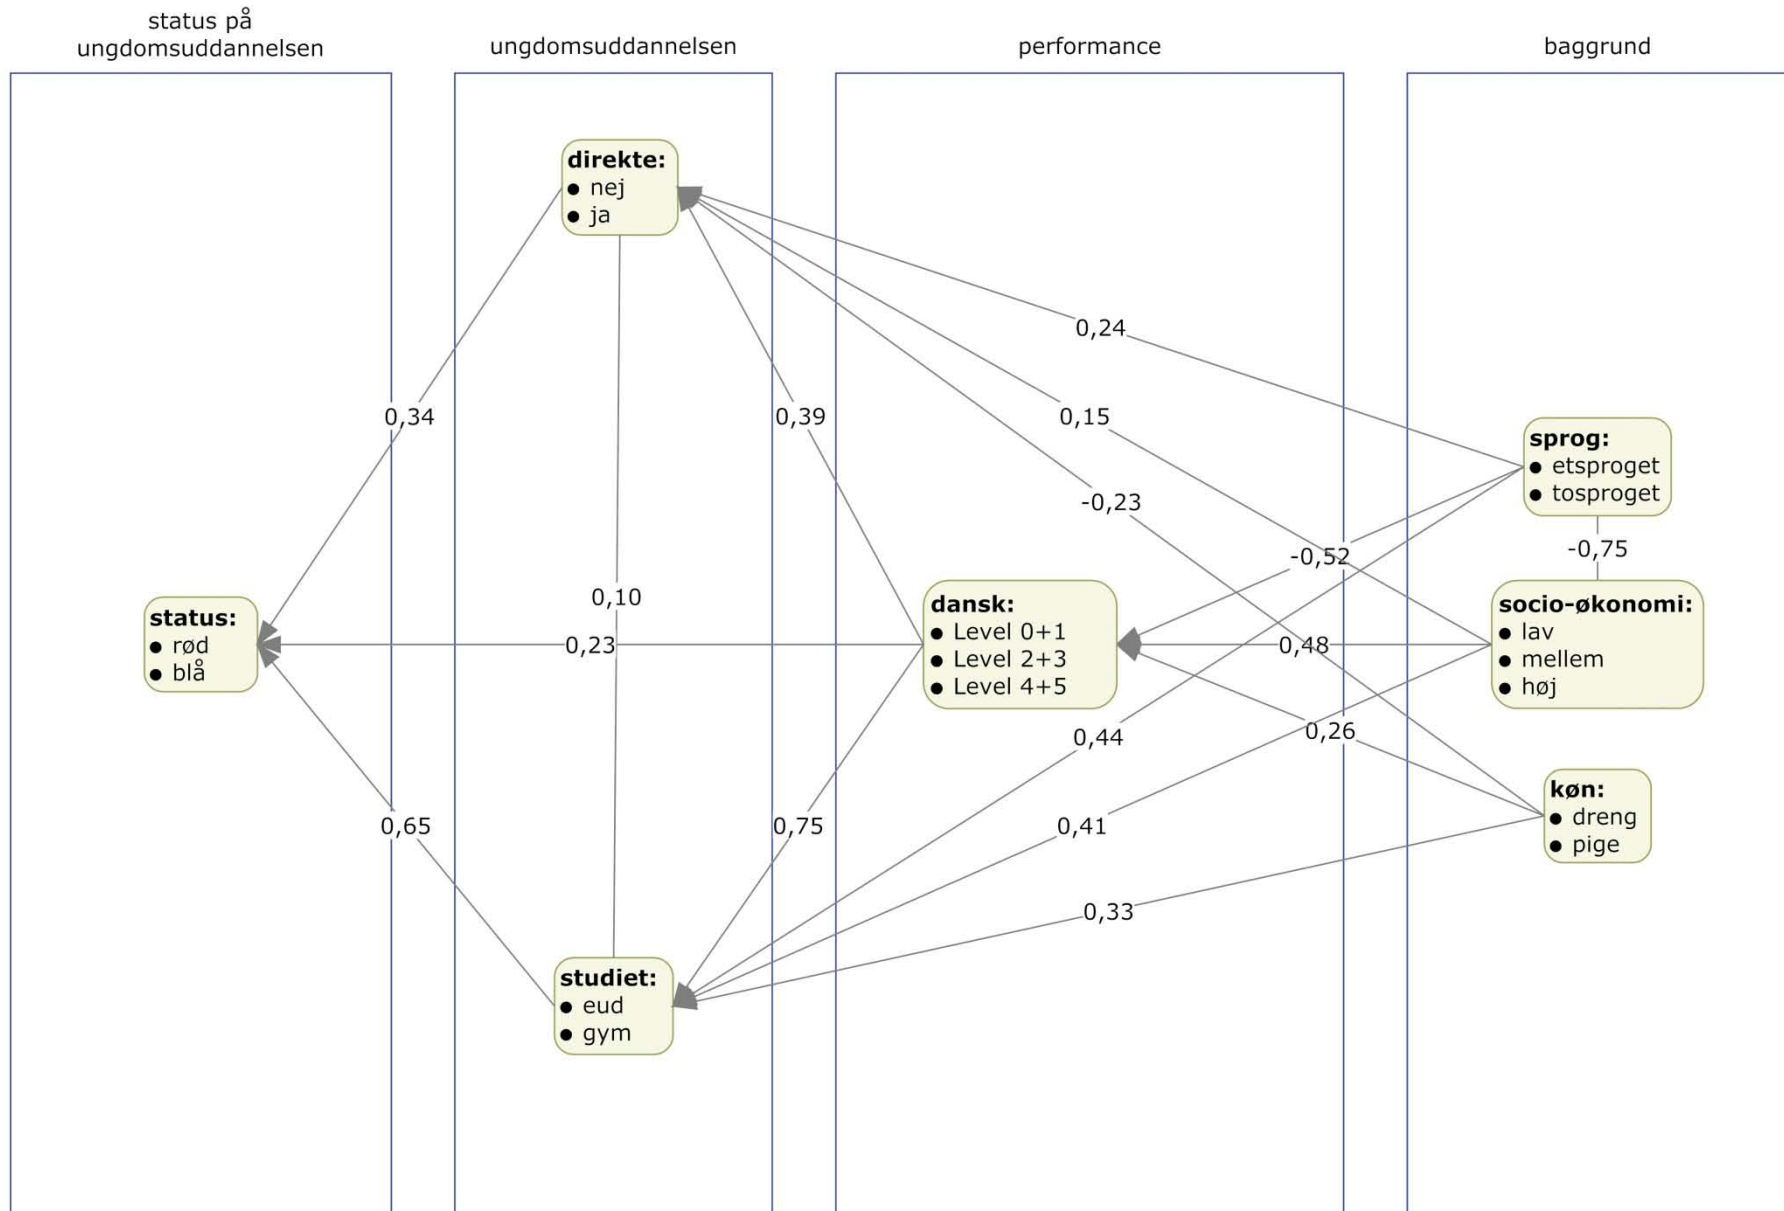 status på
ungdomsuddannelsen
ungdomsuddannelsen
performance
baggrund
direkte:
● nej
● ja
0,24
0,34
0,39
0,15
sprog:
● etsproget
● tosproget
-0,23
-0,52
-0,75
0,10
status:
● rød
● blå
0,23
dansk:
● Level 0+1
● Level 2+3
● Level 4+5
0,48
socio-økonomi:
● lav
● mellem
● høj
0,44
0,26
køn:
● dreng
● pige
0,65
0,75
0,41
0,33
studiet:
● eud
● gym